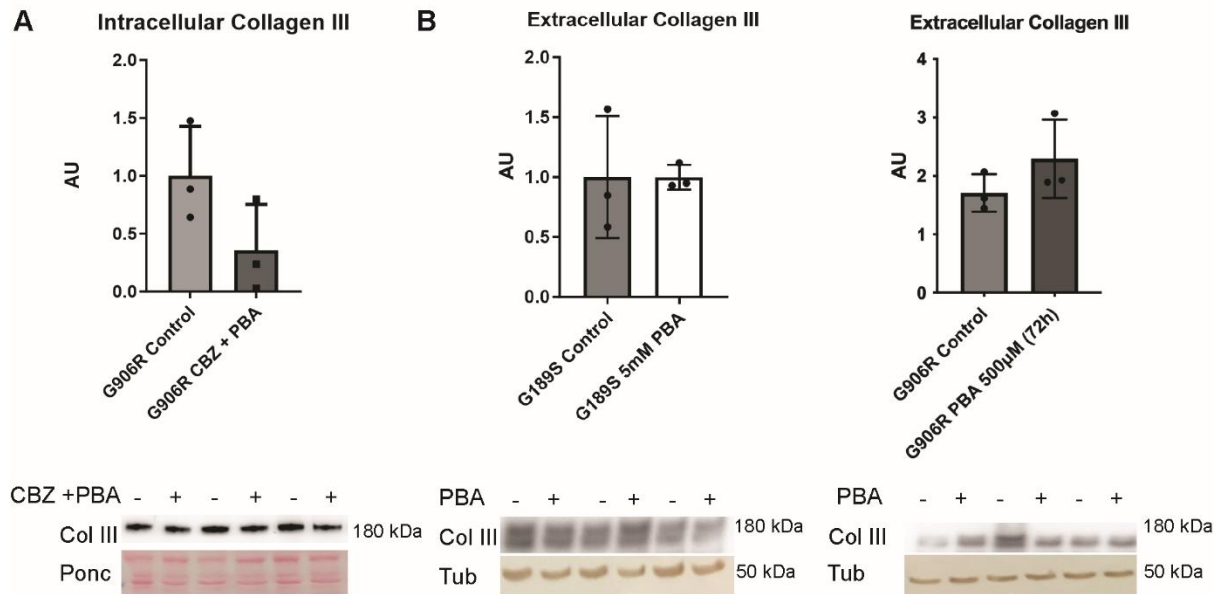 A
Intracellular Collagen III
2.0
1.5
1.0
0.5
0.0
AU
G906R Control
G906R CBZ + PBA
CBZ +PBA - + - + - +
Col III 180 kDa
Ponc
B
Extracellular Collagen III
2.0
1.5
1.0
0.5
0.0
AU
G189S Control
G189S 5mM PBA
PBA - + - + - +
Col III 180 kDa
Tub 50 kDa
Extracellular Collagen III
4
3
2
1
0
AU
G906R Control
G906R PBA 500µM (72h)
PBA - + - + - +
Col III 180 kDa
Tub 50 kDa